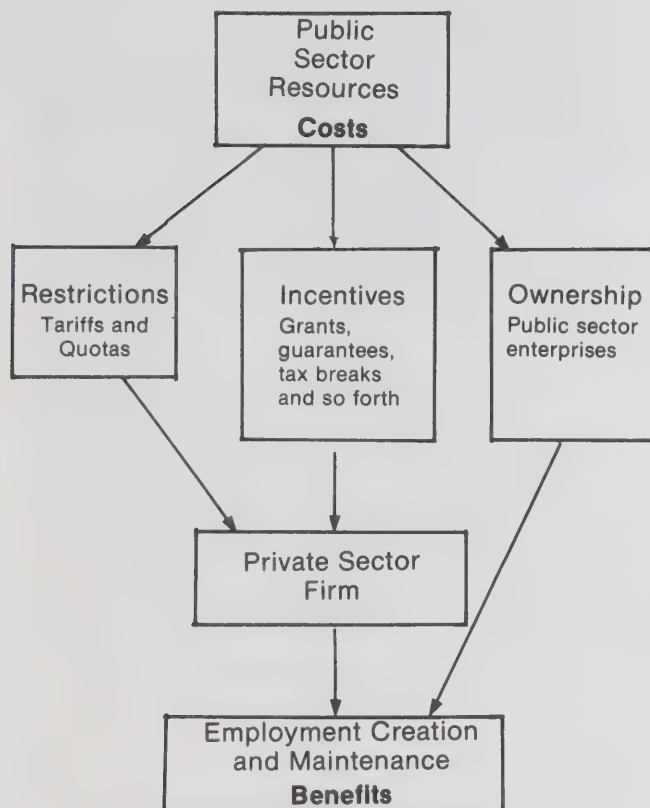 Public
Sector
Resources
Costs
Restrictions
Tariffs and
Quotas
Incentives
Grants,
guarantees,
tax breaks
and so forth
Ownership
Public sector
enterprises
Private Sector
Firm
Employment Creation
and Maintenance
Benefits